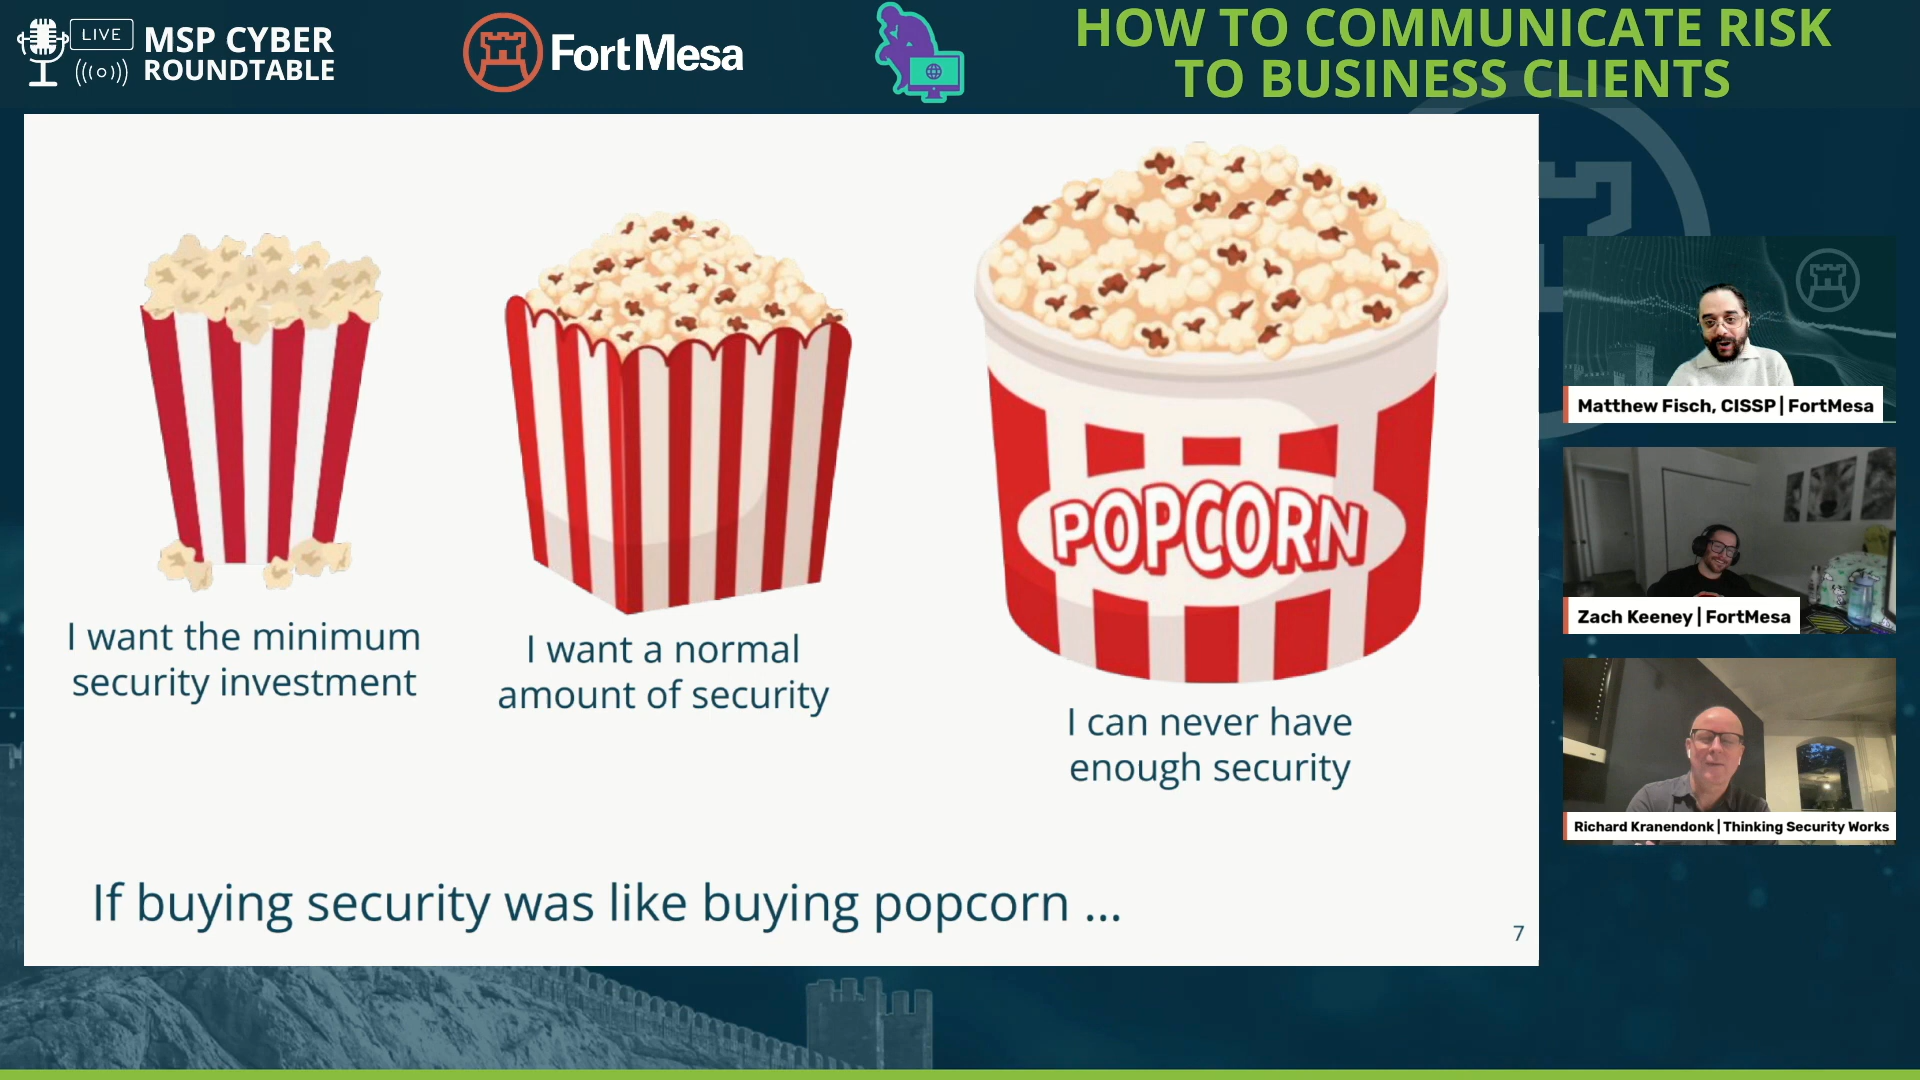 LIVE
MSP CYBER
ROUNDTABLE
FortMesa
HOW TO COMMUNICATE RISK
TO BUSINESS CLIENTS
POPCORN
I want the minimum
security investment
I want a normal
amount of security
I can never have
enough security
If buying security was like buying popcorn ...
7
Matthew Fisch, CISSP | FortMesa
Zach Keeney | FortMesa
Richard Kranendonk | Thinking Security Works